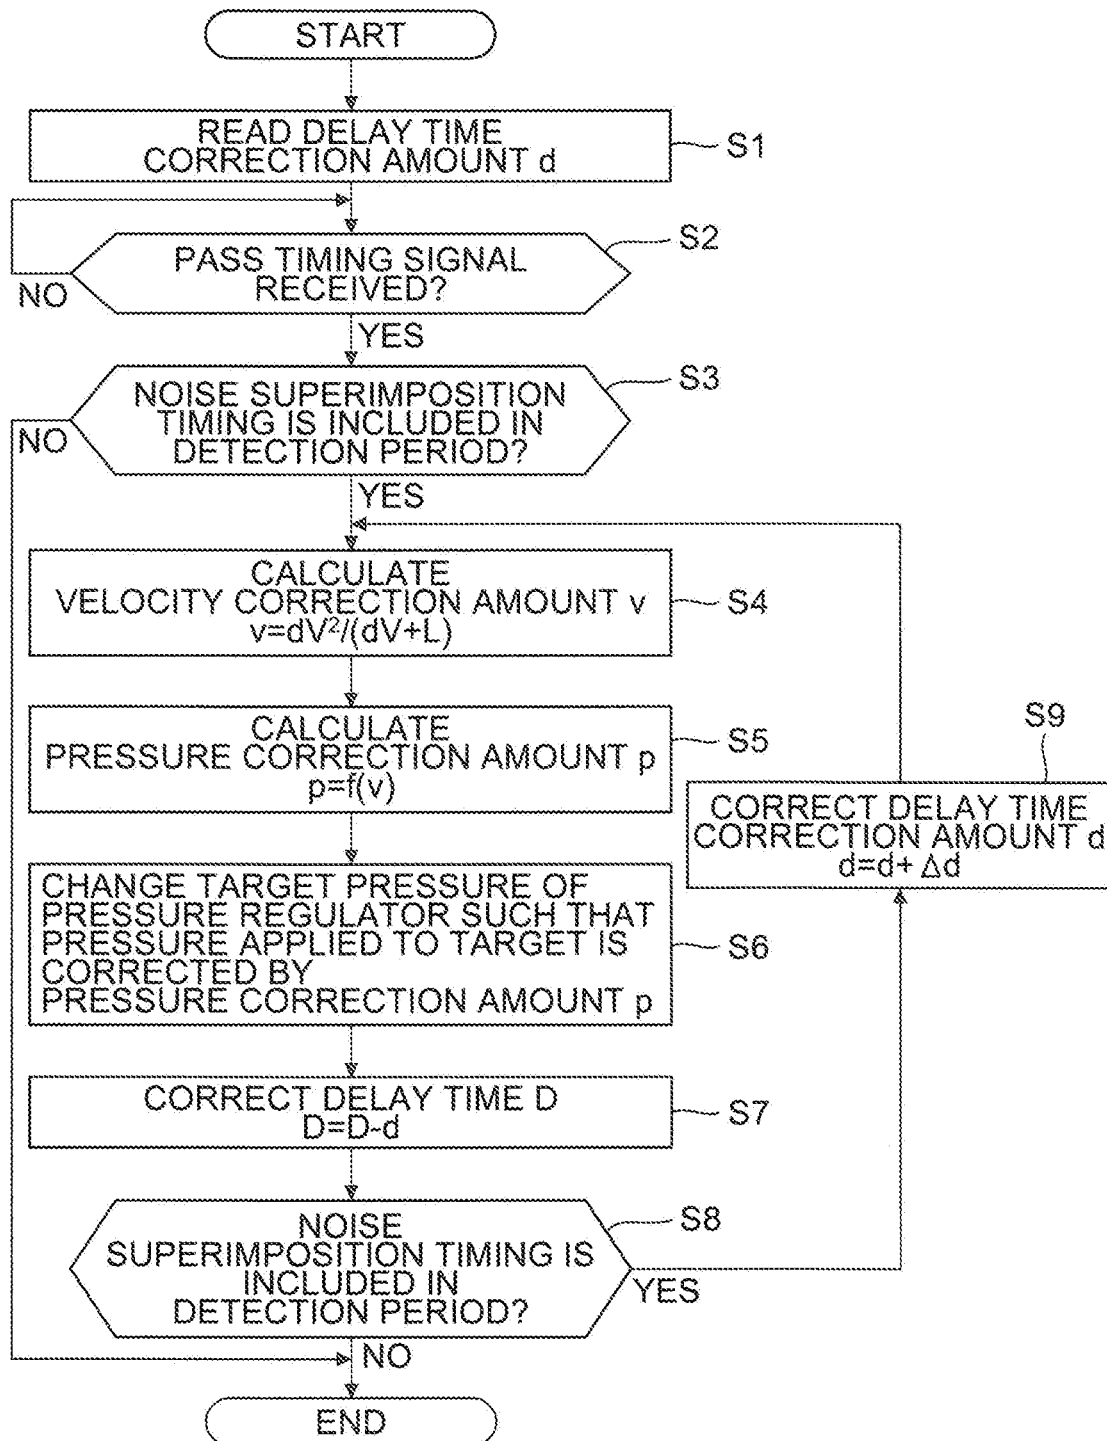 START
READ DELAY TIME
CORRECTION AMOUNT d
S1
PASS TIMING SIGNAL
RECEIVED?
S2
NO
YES
NOISE SUPERIMPOSITION
TIMING IS INCLUDED IN
DETECTION PERIOD?
S3
NO
YES
CALCULATE
VELOCITY CORRECTION AMOUNT v
v=dV²/(dV+L)
S4
CALCULATE
PRESSURE CORRECTION AMOUNT p
p=f(v)
S5
S9
CORRECT DELAY TIME
CORRECTION AMOUNT d
d=d+ Δd
CHANGE TARGET PRESSURE OF
PRESSURE REGULATOR SUCH THAT
PRESSURE APPLIED TO TARGET IS
CORRECTED BY
PRESSURE CORRECTION AMOUNT p
S6
CORRECT DELAY TIME D
D=D-d
S7
NOISE
SUPERIMPOSITION TIMING IS
INCLUDED IN
DETECTION PERIOD?
S8
YES
NO
END